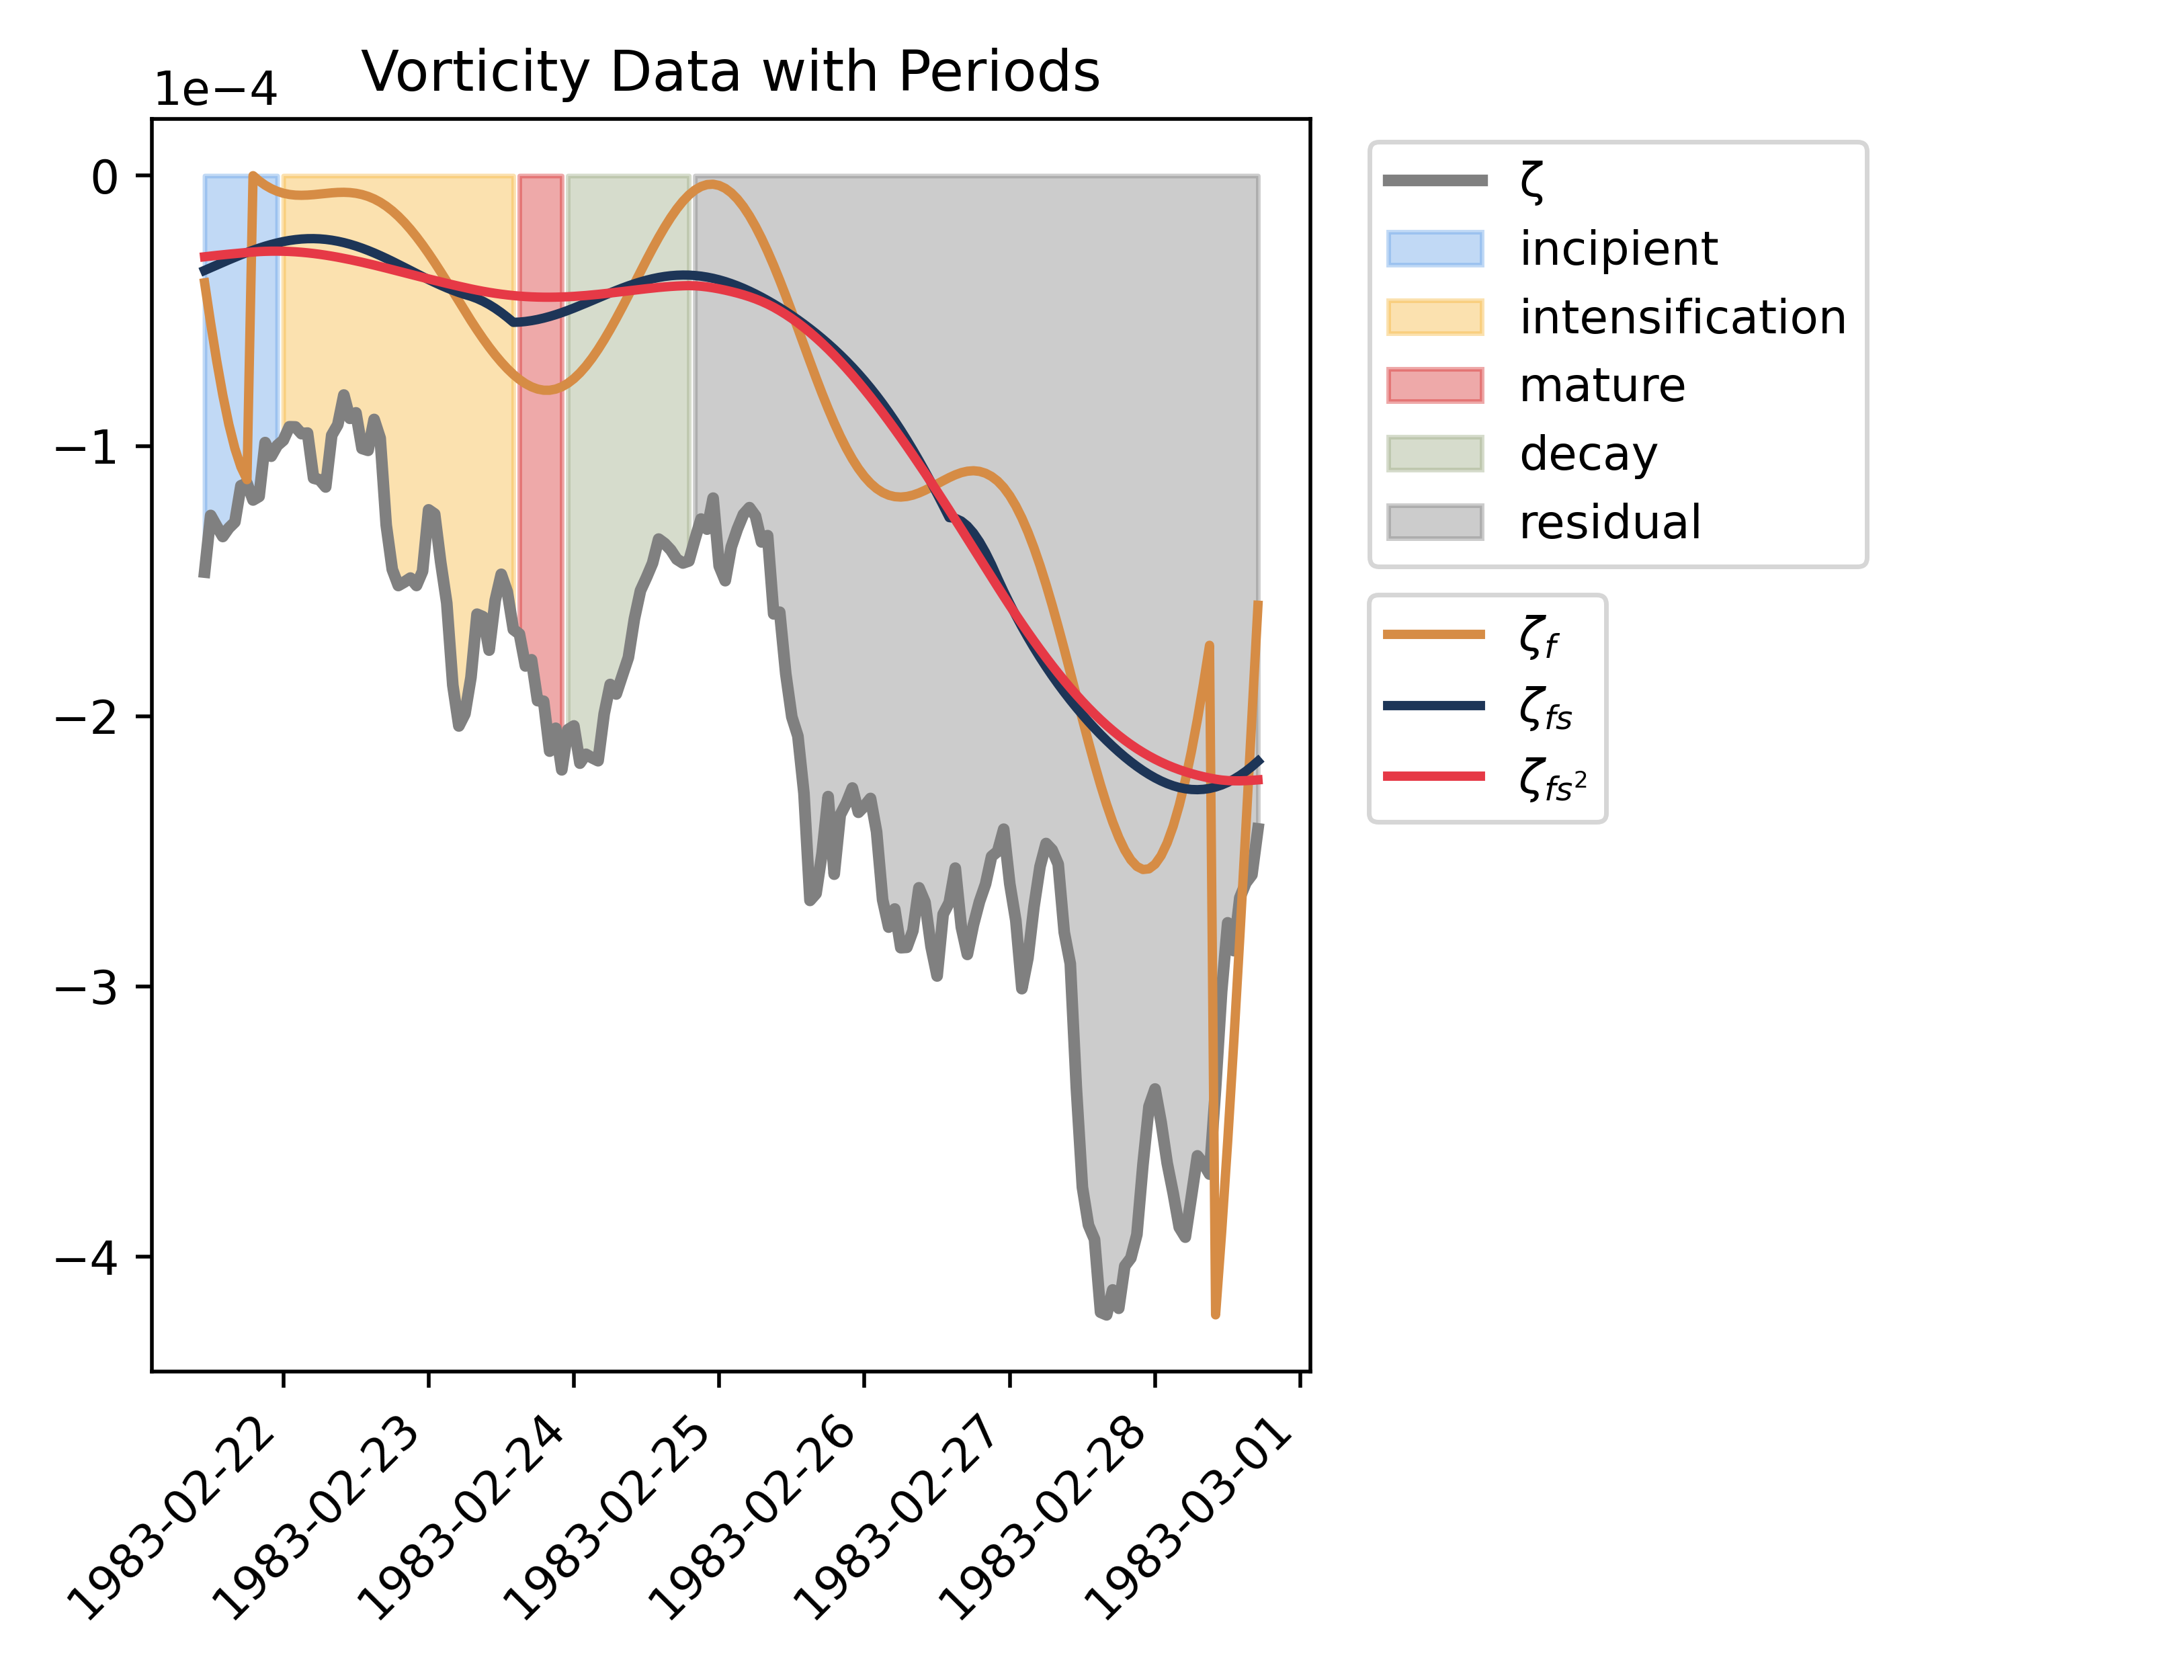 Vorticity Data with Periods
1e−4
0
−1
−2
−3
−4
1983-02-22
1983-02-23
1983-02-24
1983-02-25
1983-02-26
1983-02-27
1983-02-28
1983-03-01
ζ
incipient
intensification
mature
decay
residual
ζf
ζfs
ζfs²